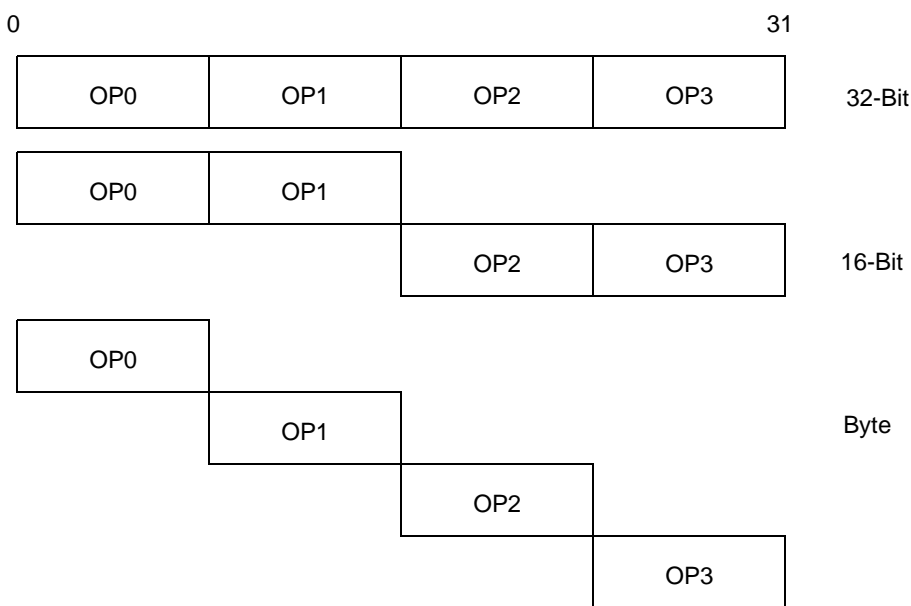 0 31
OP0 OP1 OP2 OP3 32-Bit
OP0 OP1
OP2 OP3 16-Bit
OP0
OP1 Byte
OP2
OP3